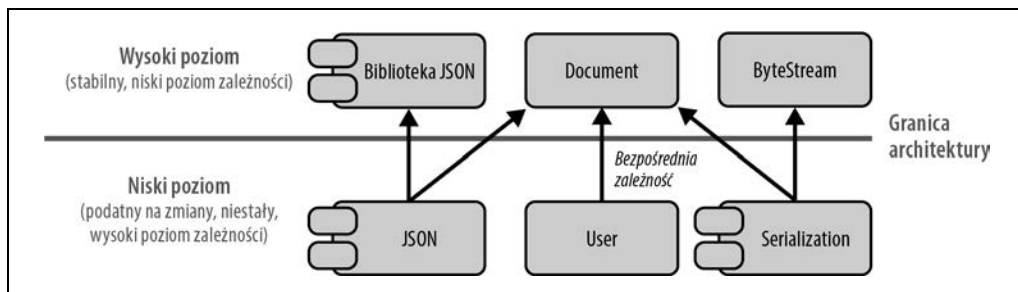 Wysoki poziom
(stabilny, niski poziom zależności)
Biblioteka JSON
Document
ByteStream
Granica
architektury
Bezpośrednia
zależność
Niski poziom
(podatny na zmiany, niestały,
wysoki poziom zależności)
JSON
User
Serialization